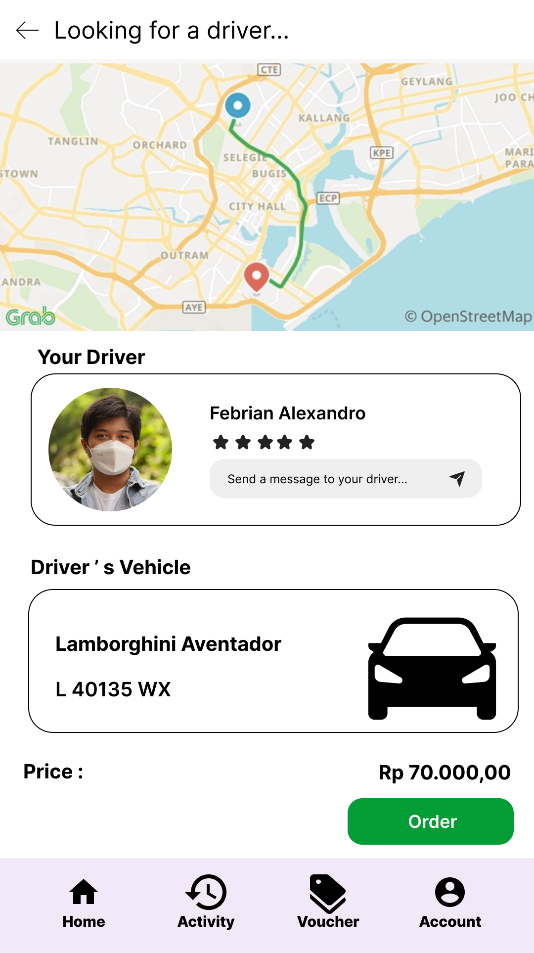 Looking for a driver...
CTE
GEYLANG
JOO CH
KALLANG
TANGLIN
ORCHARD
KPE
SELEGIE
MARI
PARA
STOWN
BUGIS
ECP
CITY HALL
OUTRAM
ANDRA
AYE
Grab
© OpenStreetMap
Your Driver
Febrian Alexandro
Send a message to your driver...
Driver ’ s Vehicle
Lamborghini Aventador
L 40135 WX
Price :
Rp 70.000,00
Order
Home
Activity
Voucher
Account